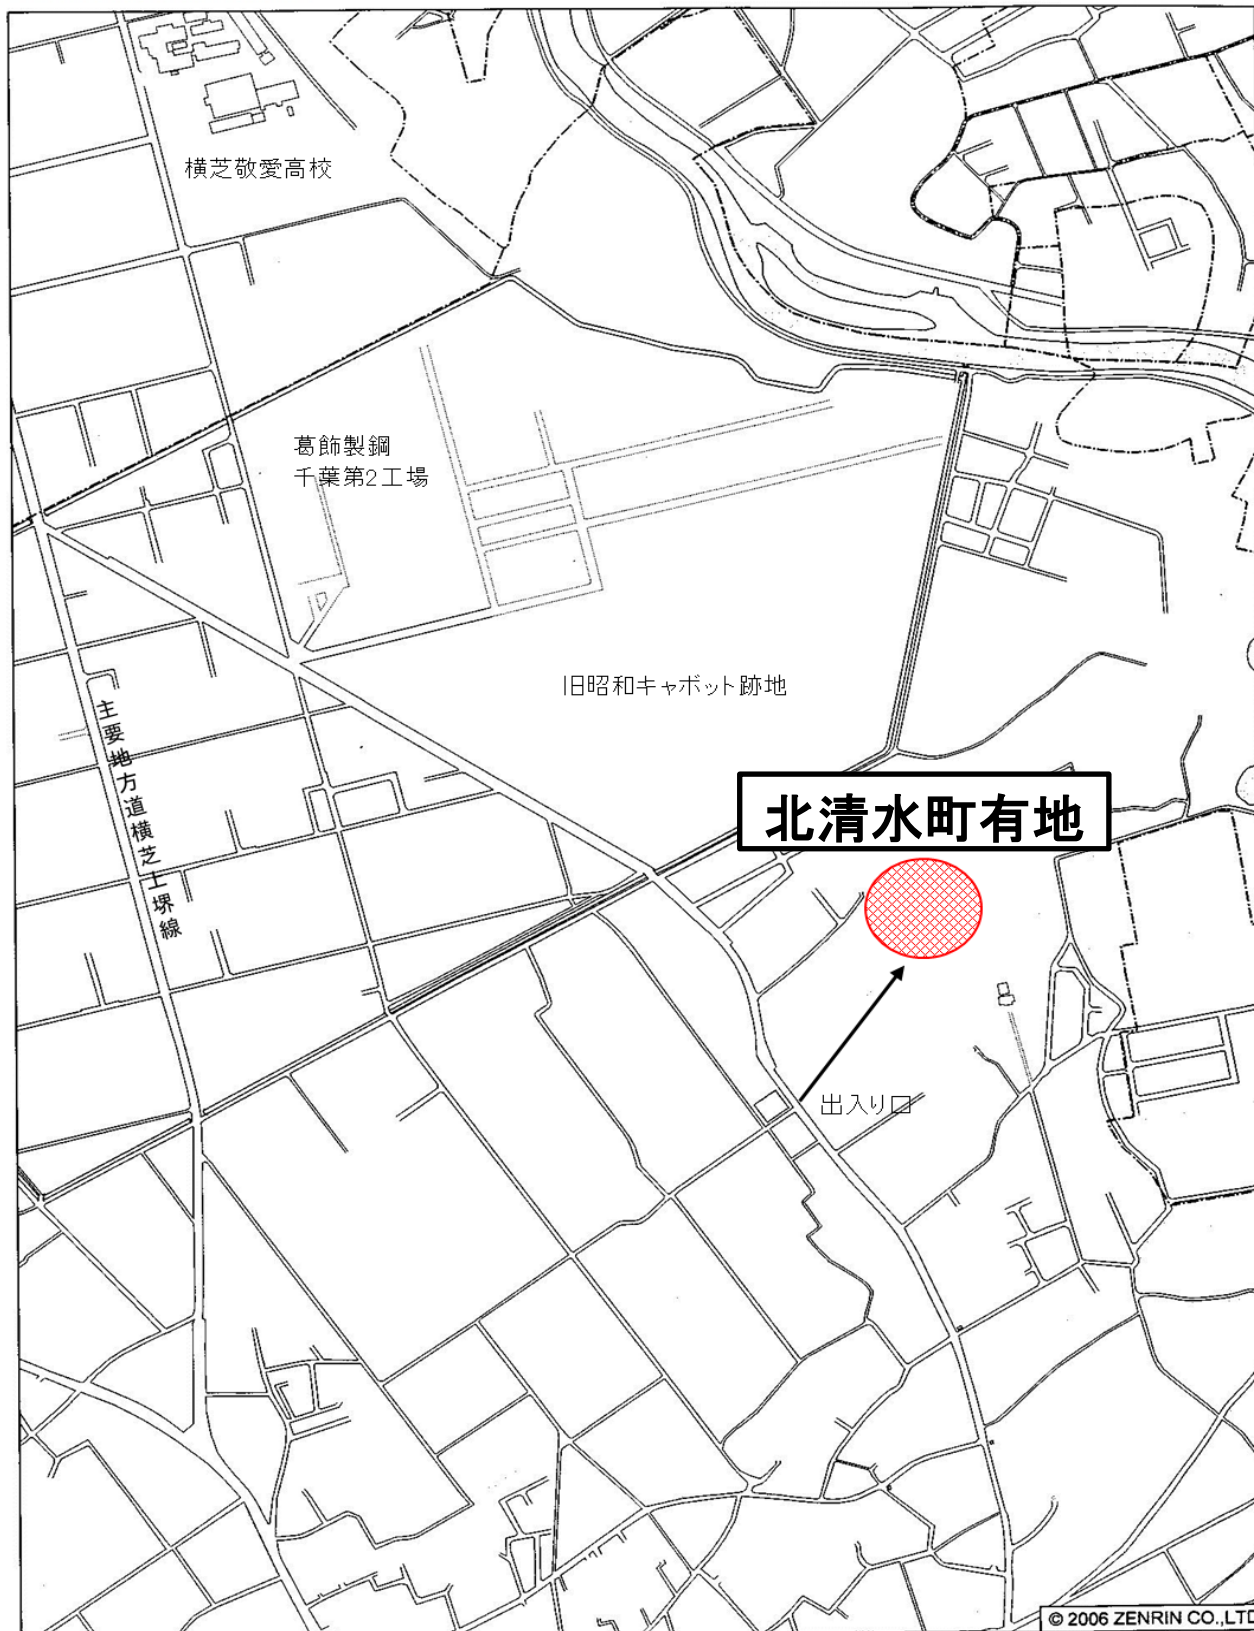 横芝敬愛高校
葛飾製鋼
千葉第2工場
旧昭和キャボット跡地
主要地方道横芝上堺線
北清水町有地
出入り口
© 2006 ZENRIN CO.,LTD